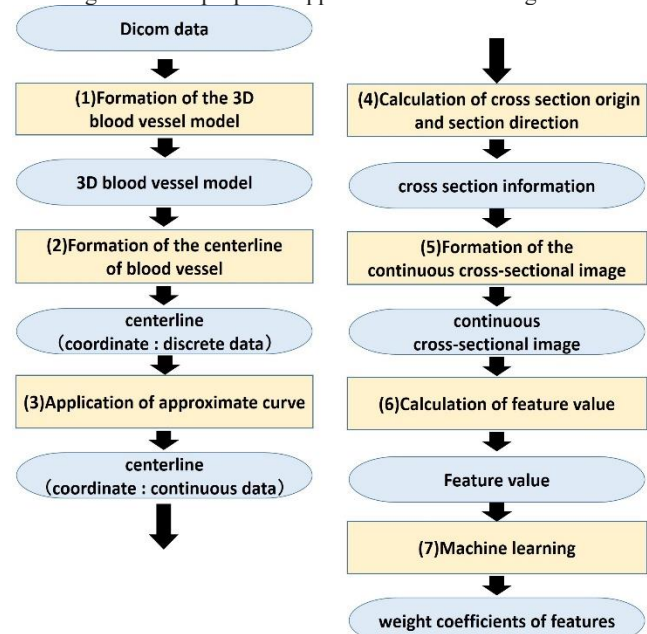 Dicom data
(1)Formation of the 3D
blood vessel model
3D blood vessel model
(2)Formation of the centerline
of blood vessel
centerline
（coordinate : discrete data）
(3)Application of approximate curve
centerline
（coordinate : continuous data）
(4)Calculation of cross section origin
and section direction
cross section information
(5)Formation of the
continuous cross-sectional image
continuous
cross-sectional image
(6)Calculation of feature value
Feature value
(7)Machine learning
weight coefficients of features